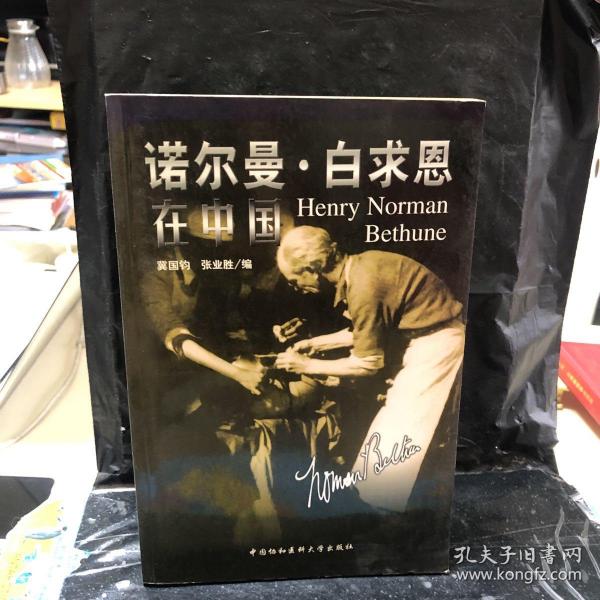 诺尔曼·白求恩
在中国
Henry Norman
Bethune
冀国钧 张业胜/编
Norman Bethune
中国协和医科大学出版社
孔夫子旧書网
www.kongfz.com